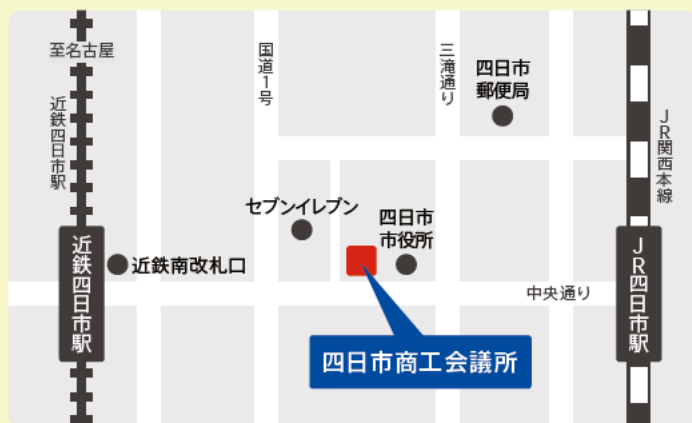 至名古屋
国道1号
三滝通り
四日市
郵便局
近鉄四日市駅
JR関西本線
セブンイレブン
四日市
市役所
近鉄四日市駅
近鉄南改札口
中央通り
JR四日市駅
四日市商工会議所